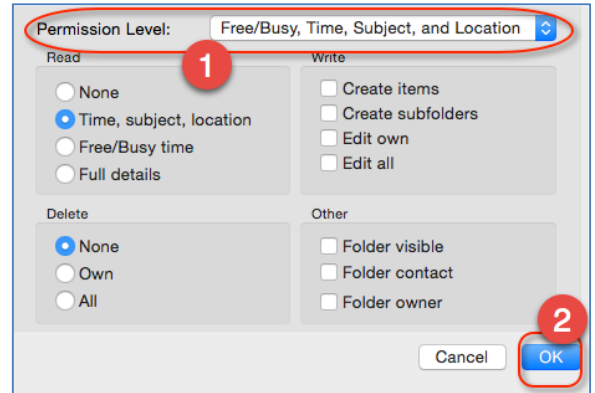 Permission Level: Free/Busy, Time, Subject, and Location
1
Read
None
Time, subject, location
Free/Busy time
Full details
Write
Create items
Create subfolders
Edit own
Edit all
Delete
None
Own
All
Other
Folder visible
Folder contact
Folder owner
2
Cancel
OK